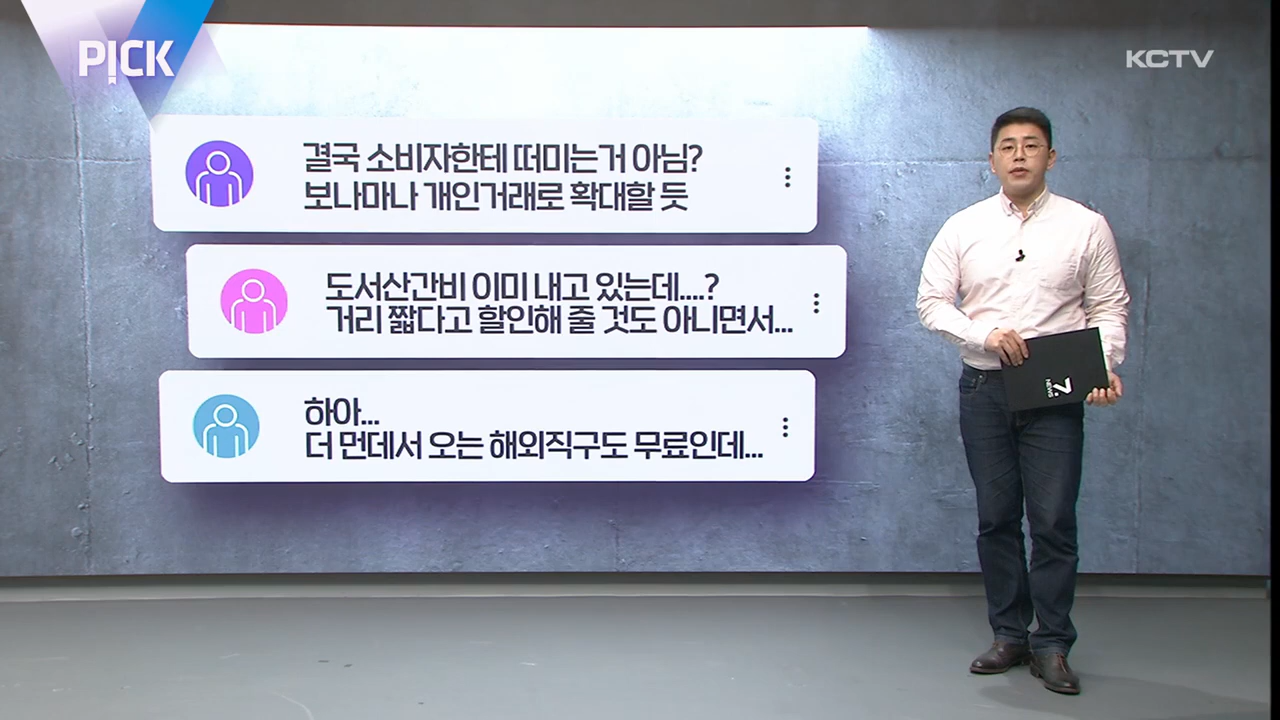 PICK
KCTV
결국 소비자한테 떠미는거 아님?
보나마나 개인거래로 확대할 듯
도서산간비 이미 내고 있는데....?
거리 짧다고 할인해 줄 것도 아니면서...
하아...
더 먼데서 오는 해외직구도 무료인데...
7
NEWS